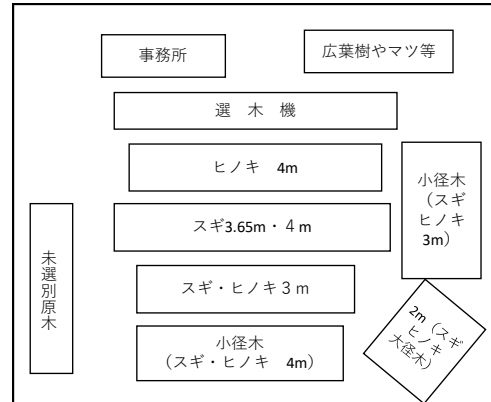 事務所
広葉樹やマツ等
選　木　機
ヒノキ　4m
小径木
（スギ
ヒノキ
3m）
スギ3.65m・４ｍ
未選別原木
スギ・ヒノキ３ｍ
2m（スギ
ヒノキ
大径木）
小径木
（スギ・ヒノキ　4m）